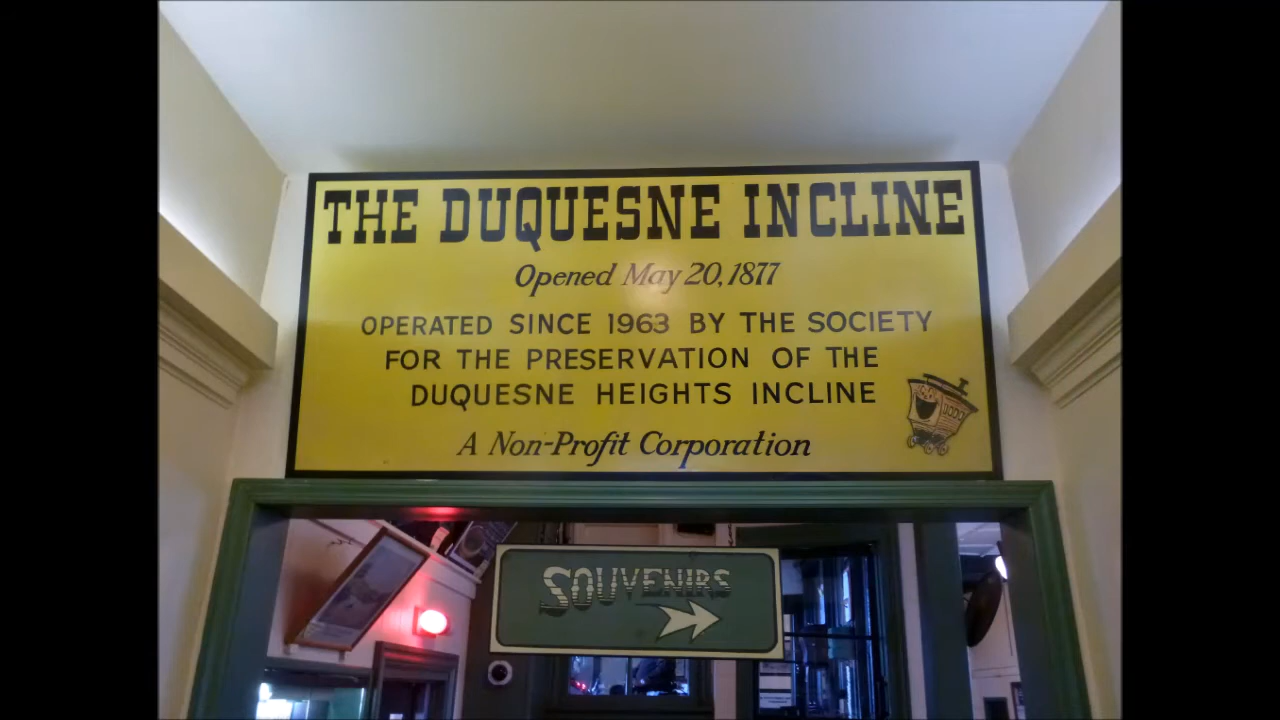 THE DUQUESNE INCLINE
Opened May 20, 1877
OPERATED SINCE 1963 BY THE SOCIETY
FOR THE PRESERVATION OF THE
DUQUESNE HEIGHTS INCLINE
A Non-Profit Corporation
SOUVENIRS